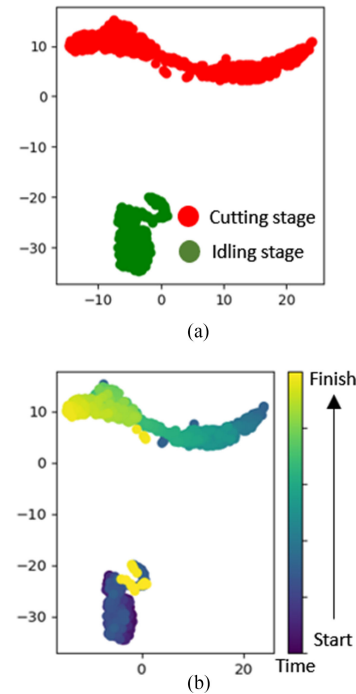 10
0
−10
−20
−30
Cutting stage
Idling stage
−10 0 10 20
(a)
Finish
10
0
−10
−20
−30
Start
0 20
Time
(b)